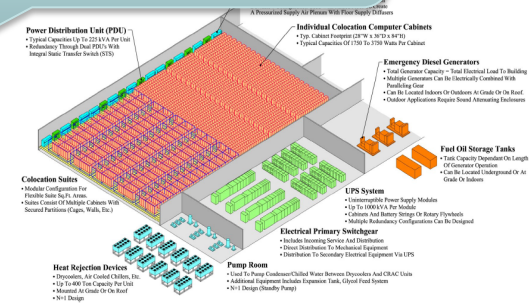 A Pressurized Supply Air Plenum With Floor Supply Diffusers
Power Distribution Unit (PDU)
• Typical Capacities Up To 225 kVA Per Unit
• Redundancy Through Dual PDU's With
Integral Static Transfer Switch (STS)
Individual Colocation Computer Cabinets
• Typ. Cabinet Footprint (28"W x 36"D x 84"H)
• Typical Capacities Of 1750 To 3750 Watts Per Cabinet
Emergency Diesel Generators
• Total Generator Capacity = Total Electrical Load To Building
• Multiple Generators Can Be Electrically Combined With
Paralleling Gear
• Can Be Located Indoors Or Outdoors At Grade Or On Roof.
• Outdoor Applications Require Sound Attenuating Enclosures
Fuel Oil Storage Tanks
• Tank Capacity Dependant On Length
Of Generator Operation
• Can Be Located Underground Or At
Grade Or Indoors
Colocation Suites
• Modular Configuration For
Flexible Suite Sq.Ft. Areas.
• Suites Consist Of Multiple Cabinets With
Secured Partitions (Cages, Walls, Etc.)
UPS System
• Uninterruptible Power Supply Modules
• Up To 1000 kVA Per Module
• Cabinets And Battery Strings Or Rotary Flywheels
• Multiple Redundancy Configurations Can Be Designed
Electrical Primary Switchgear
• Includes Incoming Service And Distribution
• Direct Distribution To Mechanical Equipment
• Distribution To Secondary Electrical Equipment Via UPS
Pump Room
• Used To Pump Condenser/Chilled Water Between Drycoolers And CRAC Units
• Additional Equipment Includes Expansion Tank, Glycol Feed System
• N+1 Design (Standby Pump)
Heat Rejection Devices
• Drycoolers, Air Cooled Chillers, Etc.
• Up To 400 Ton Capacity Per Unit
• Mounted At Grade Or On Roof
• N+1 Design